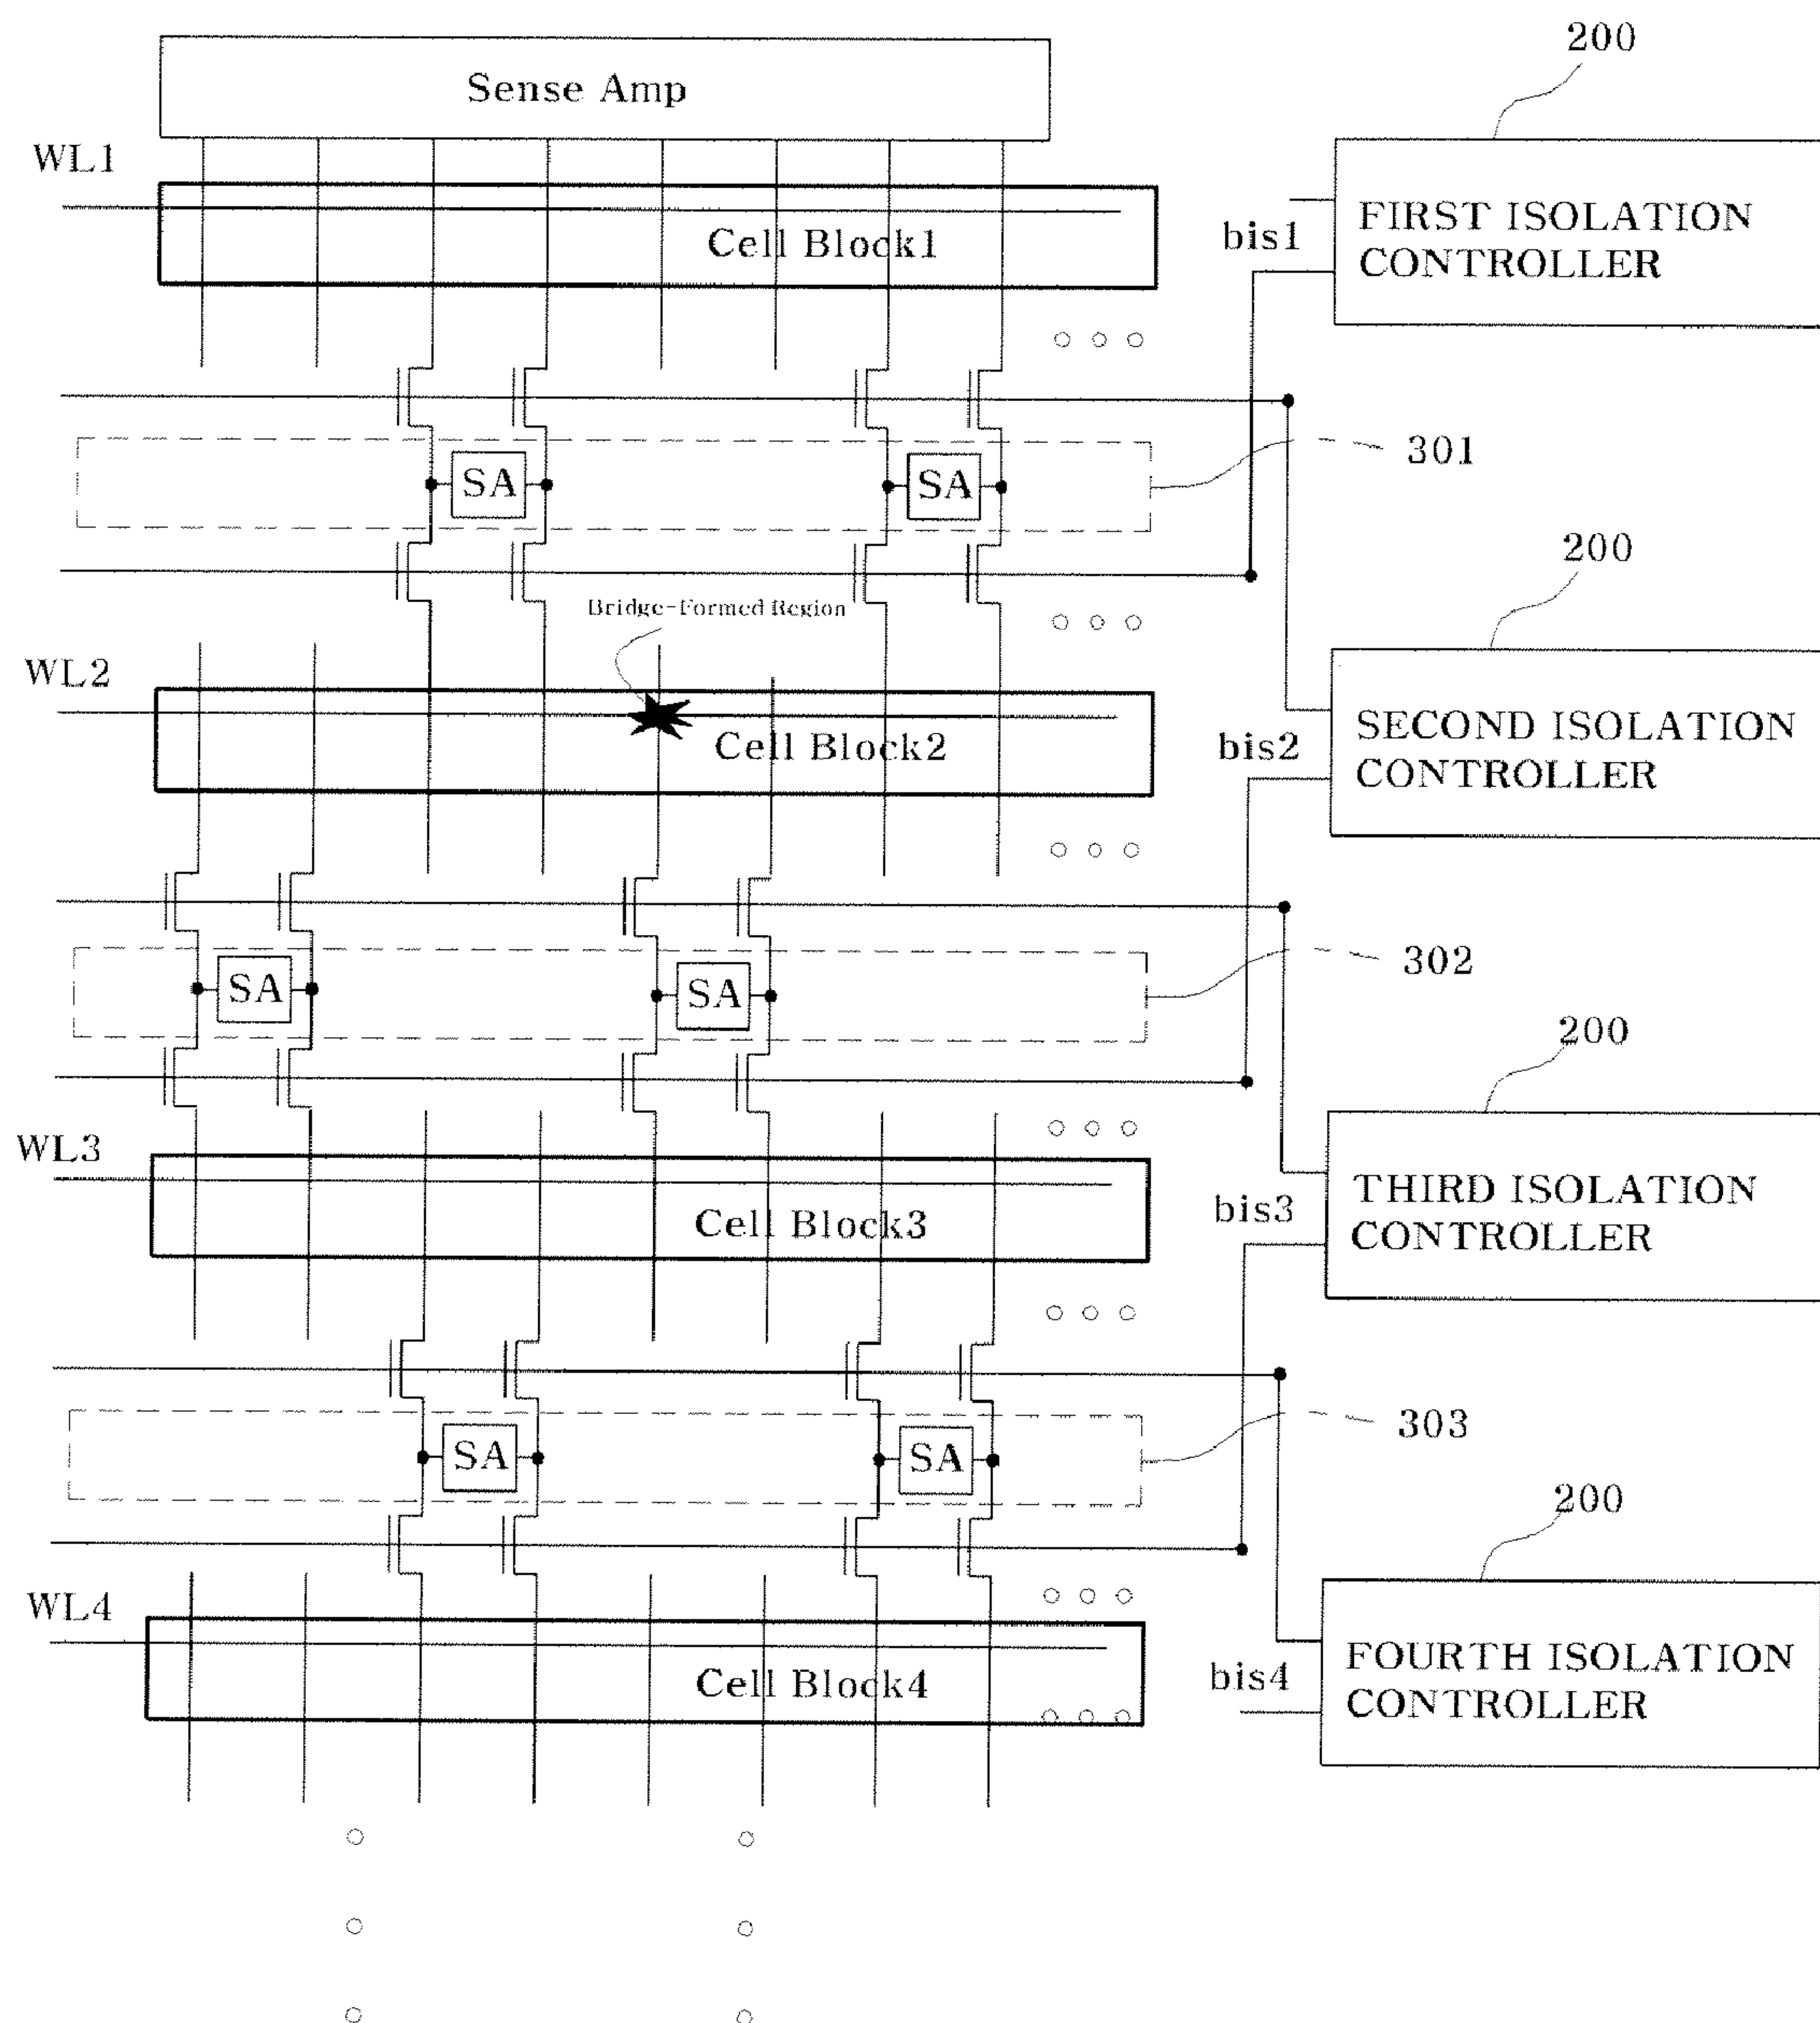 200
Sense Amp
WL1
FIRST ISOLATION
CONTROLLER
bis1
Cell Block1
301
SA
SA
200
Bridge-Formed Region
WL2
SECOND ISOLATION
CONTROLLER
bis2
Cell Block2
302
SA
SA
200
WL3
THIRD ISOLATION
CONTROLLER
bis3
Cell Block3
303
SA
SA
200
WL4
FOURTH ISOLATION
CONTROLLER
bis4
Cell Block4